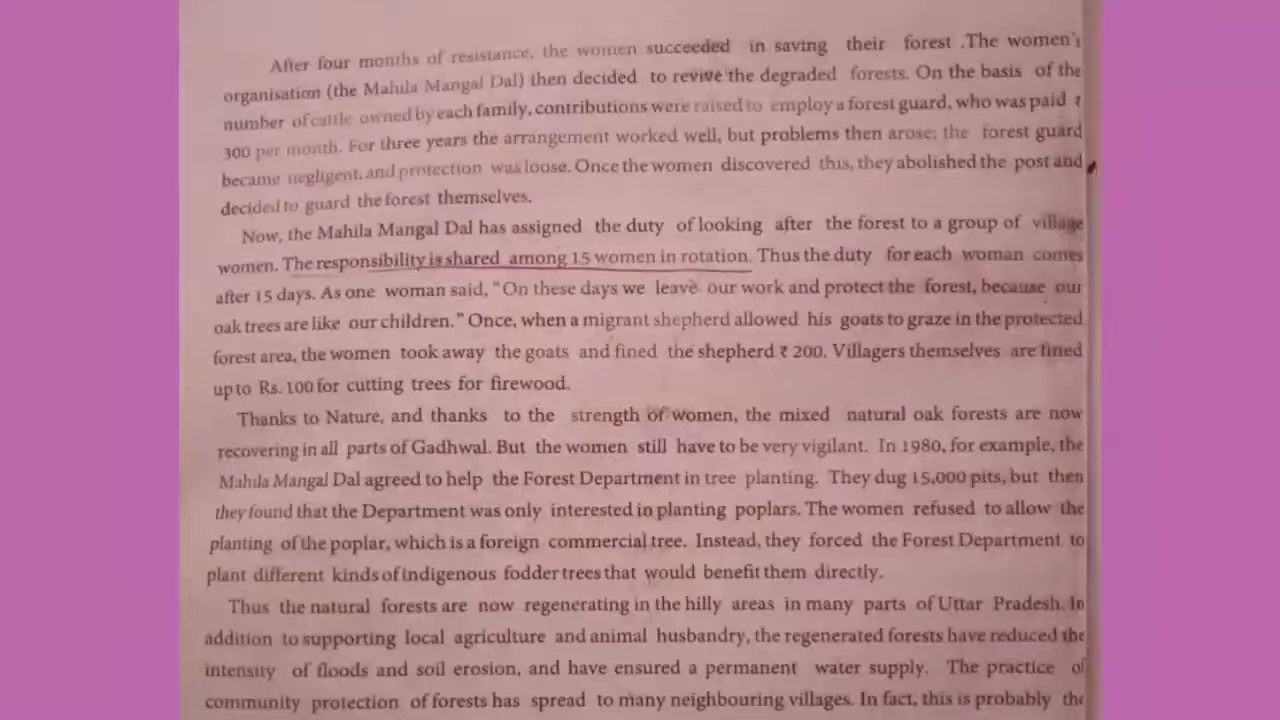 After four months of resistance, the women succeeded in saving their forest .The women's
organisation (the Mahila Mangal Dal) then decided to revive the degraded forests. On the basis of the
number of cattle owned by each family, contributions were raised to employ a forest guard, who was paid ₹
300 per month. For three years the arrangement worked well, but problems then arose; the forest guard
became negligent, and protection was loose. Once the women discovered this, they abolished the post and
decided to guard the forest themselves.
Now, the Mahila Mangal Dal has assigned the duty of looking after the forest to a group of village
women. The responsibility is shared among 15 women in rotation. Thus the duty for each woman comes
after 15 days. As one woman said, “On these days we leave our work and protect the forest, because our
oak trees are like our children.” Once, when a migrant shepherd allowed his goats to graze in the protected
forest area, the women took away the goats and fined the shepherd ₹ 200. Villagers themselves are fined
up to Rs. 100 for cutting trees for firewood.
Thanks to Nature, and thanks to the strength of women, the mixed natural oak forests are now
recovering in all parts of Gadhwal. But the women still have to be very vigilant. In 1980, for example, the
Mahila Mangal Dal agreed to help the Forest Department in tree planting. They dug 15,000 pits, but then
they found that the Department was only interested in planting poplars. The women refused to allow the
planting of the poplar, which is a foreign commercial tree. Instead, they forced the Forest Department to
plant different kinds of indigenous fodder trees that would benefit them directly.
Thus the natural forests are now regenerating in the hilly areas in many parts of Uttar Pradesh. In
addition to supporting local agriculture and animal husbandry, the regenerated forests have reduced the
intensity of floods and soil erosion, and have ensured a permanent water supply. The practice of
community protection of forests has spread to many neighbouring villages. In fact, this is probably the